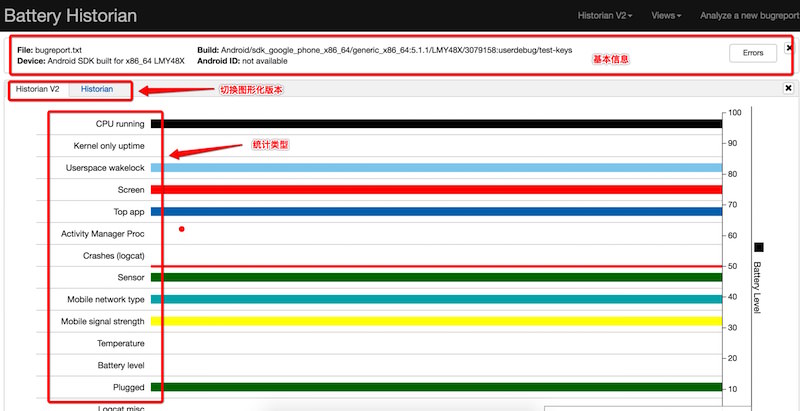 Battery Historian
Historian V2 Views Analyze a new bugreport
File: bugreport.txt
Build: Android/sdk_google_phone_x86_64/generic_x86_64:5.1.1/LMY48X/3079158:userdebug/test-keys
Device: Android SDK built for x86_64 LMY48X
Android ID: not available
基本信息
Errors
Historian V2 Historian
切换图形化版本
CPU running
Kernel only uptime
统计类型
Userspace wakelock
Screen
Top app
Activity Manager Proc
Crashes (logcat)
Sensor
Mobile network type
Mobile signal strength
Temperature
Battery level
Plugged
Logcat misc
100
90
80
70
60
50
40
30
20
10
Battery Level